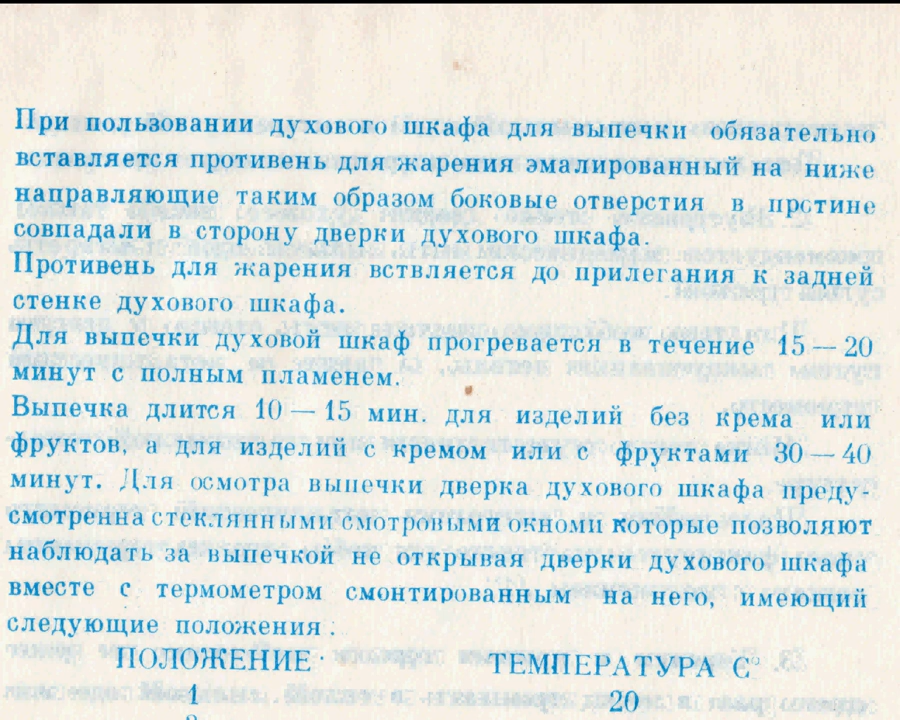 При пользовании духового шкафа для выпечки обязательно
вставляется противень для жарения эмалированный на ниже
направляющие таким образом боковые отверстия в прстине
совпадали в сторону дверки духового шкафа.
Противень для жарения вствляется до прилегания к задней
стенке духового шкафа.
Для выпечки духовой шкаф прогревается в течение 15 — 20
минут с полным пламенем.
Выпечка длится 10 — 15 мин. для изделий без крема или
фруктов, а для изделий с кремом или с фруктами 30 — 40
минут. Для осмотра выпечки дверка духового шкафа преду-
смотренна стеклянными смотровыми окноми которые позволяют
наблюдать за выпечкой не открывая дверки духового шкафа
вместе с термометром смонтированным на него, имеющий
следующие положения:
ПОЛОЖЕНИЕ ТЕМПЕРАТУРА C°
1 20